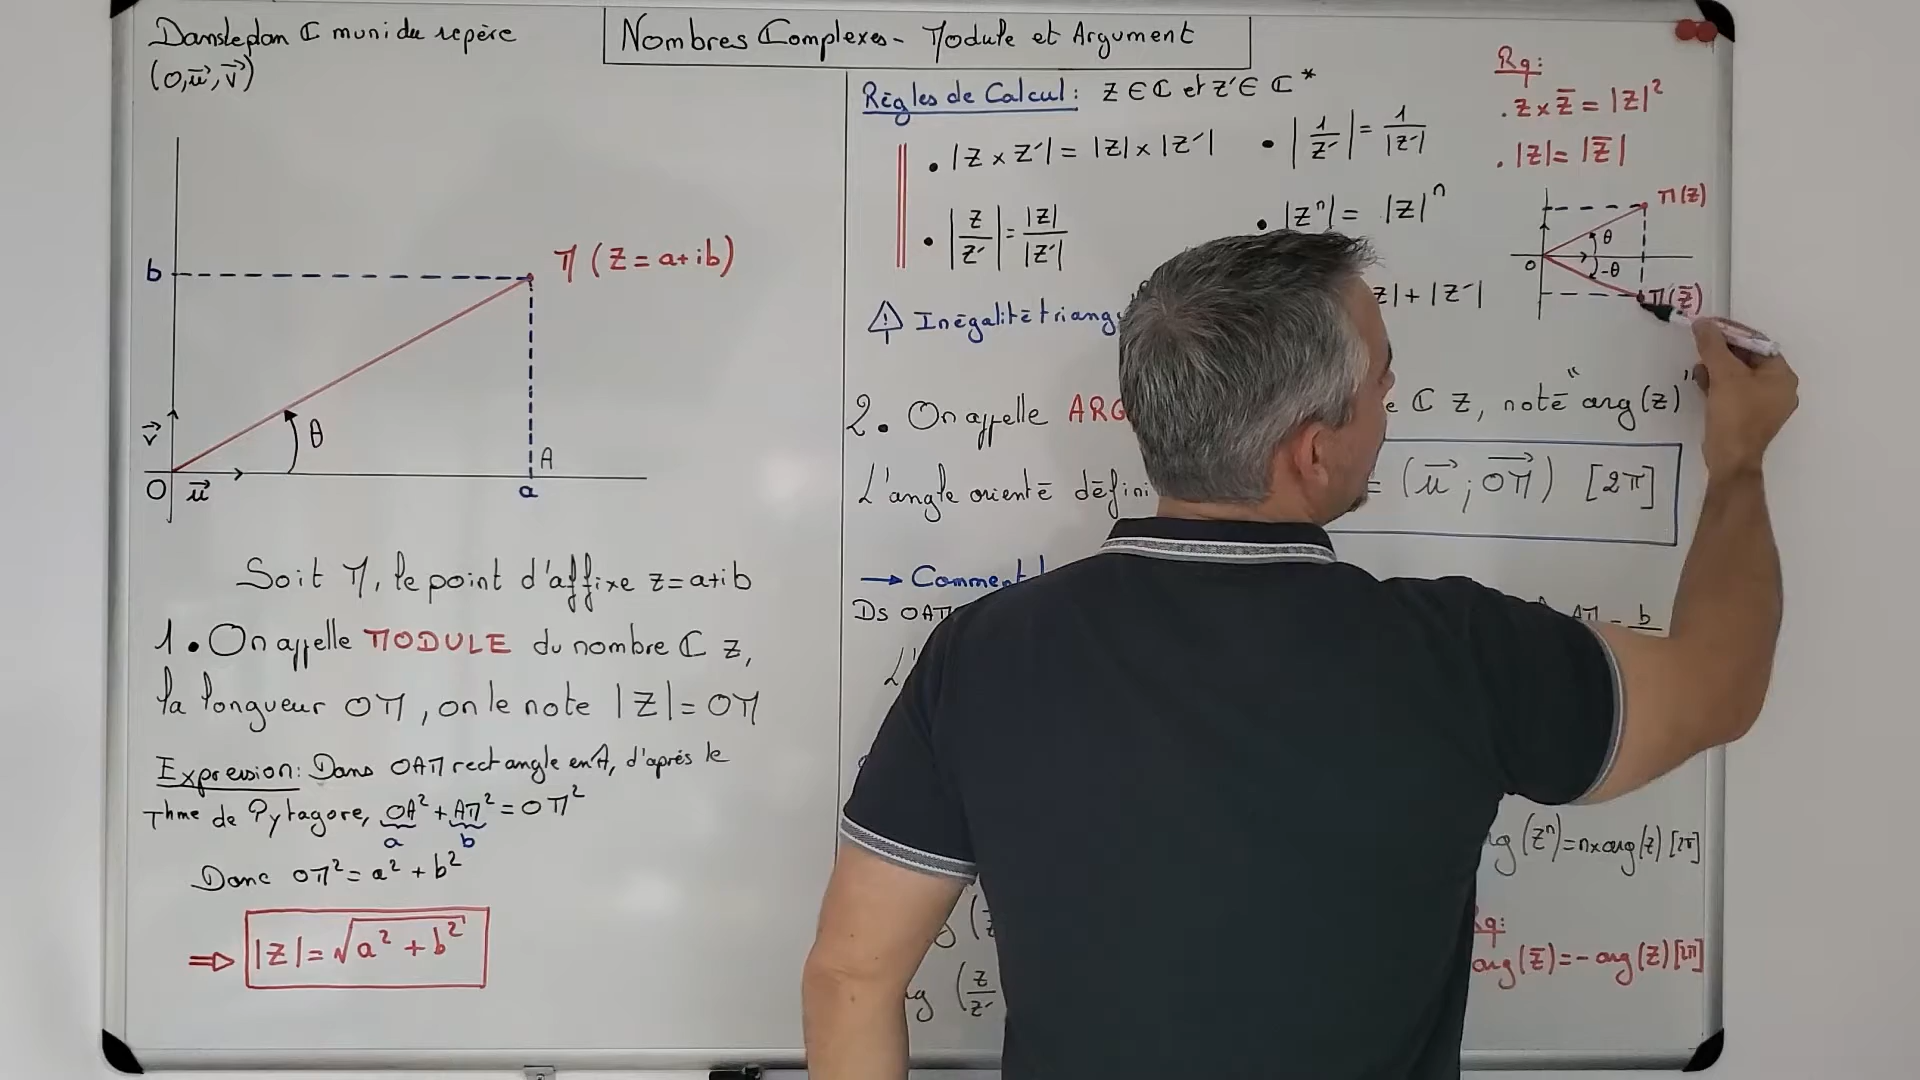 Dans le plan ℂ muni du repère
(O, u⃗, v⃗)
Nombres Complexes - Module et Argument
b
M (z = a+ib)
θ
v⃗
A
O u⃗ a
Soit M, le point d'affixe z = a+ib
1. On appelle MODULE du nombre ℂ z,
la longueur OM, on le note |z| = OM
Expression: Dans OAM rectangle en A, d'après le
Thme de Pytagore, OA² + AM² = OM²
a b
Donc OM² = a² + b²
⇒ |z| = √(a² + b²)
Règles de Calcul: z ∈ ℂ et z' ∈ ℂ*
• |z × z'| = |z| × |z'| • |1/z'| = 1/|z'|
• |z/z'| = |z|/|z'| • |zⁿ| = |z|ⁿ
! Inégalité z| + |z'|
2. On appelle e ℂ z, noté "arg(z)"
L'angle orienté défini = (u⃗ ; OM⃗) [2π]
→ Comment
Ds OAM AM = b
arg(zⁿ) = n × arg(z) [2π]
(z/z'
Rq:
arg(z̄) = - arg(z) [2π]
Rq:
. z × z̄ = |z|²
. |z| = |z̄|
M(z)
θ
O
-θ
M(z̄)